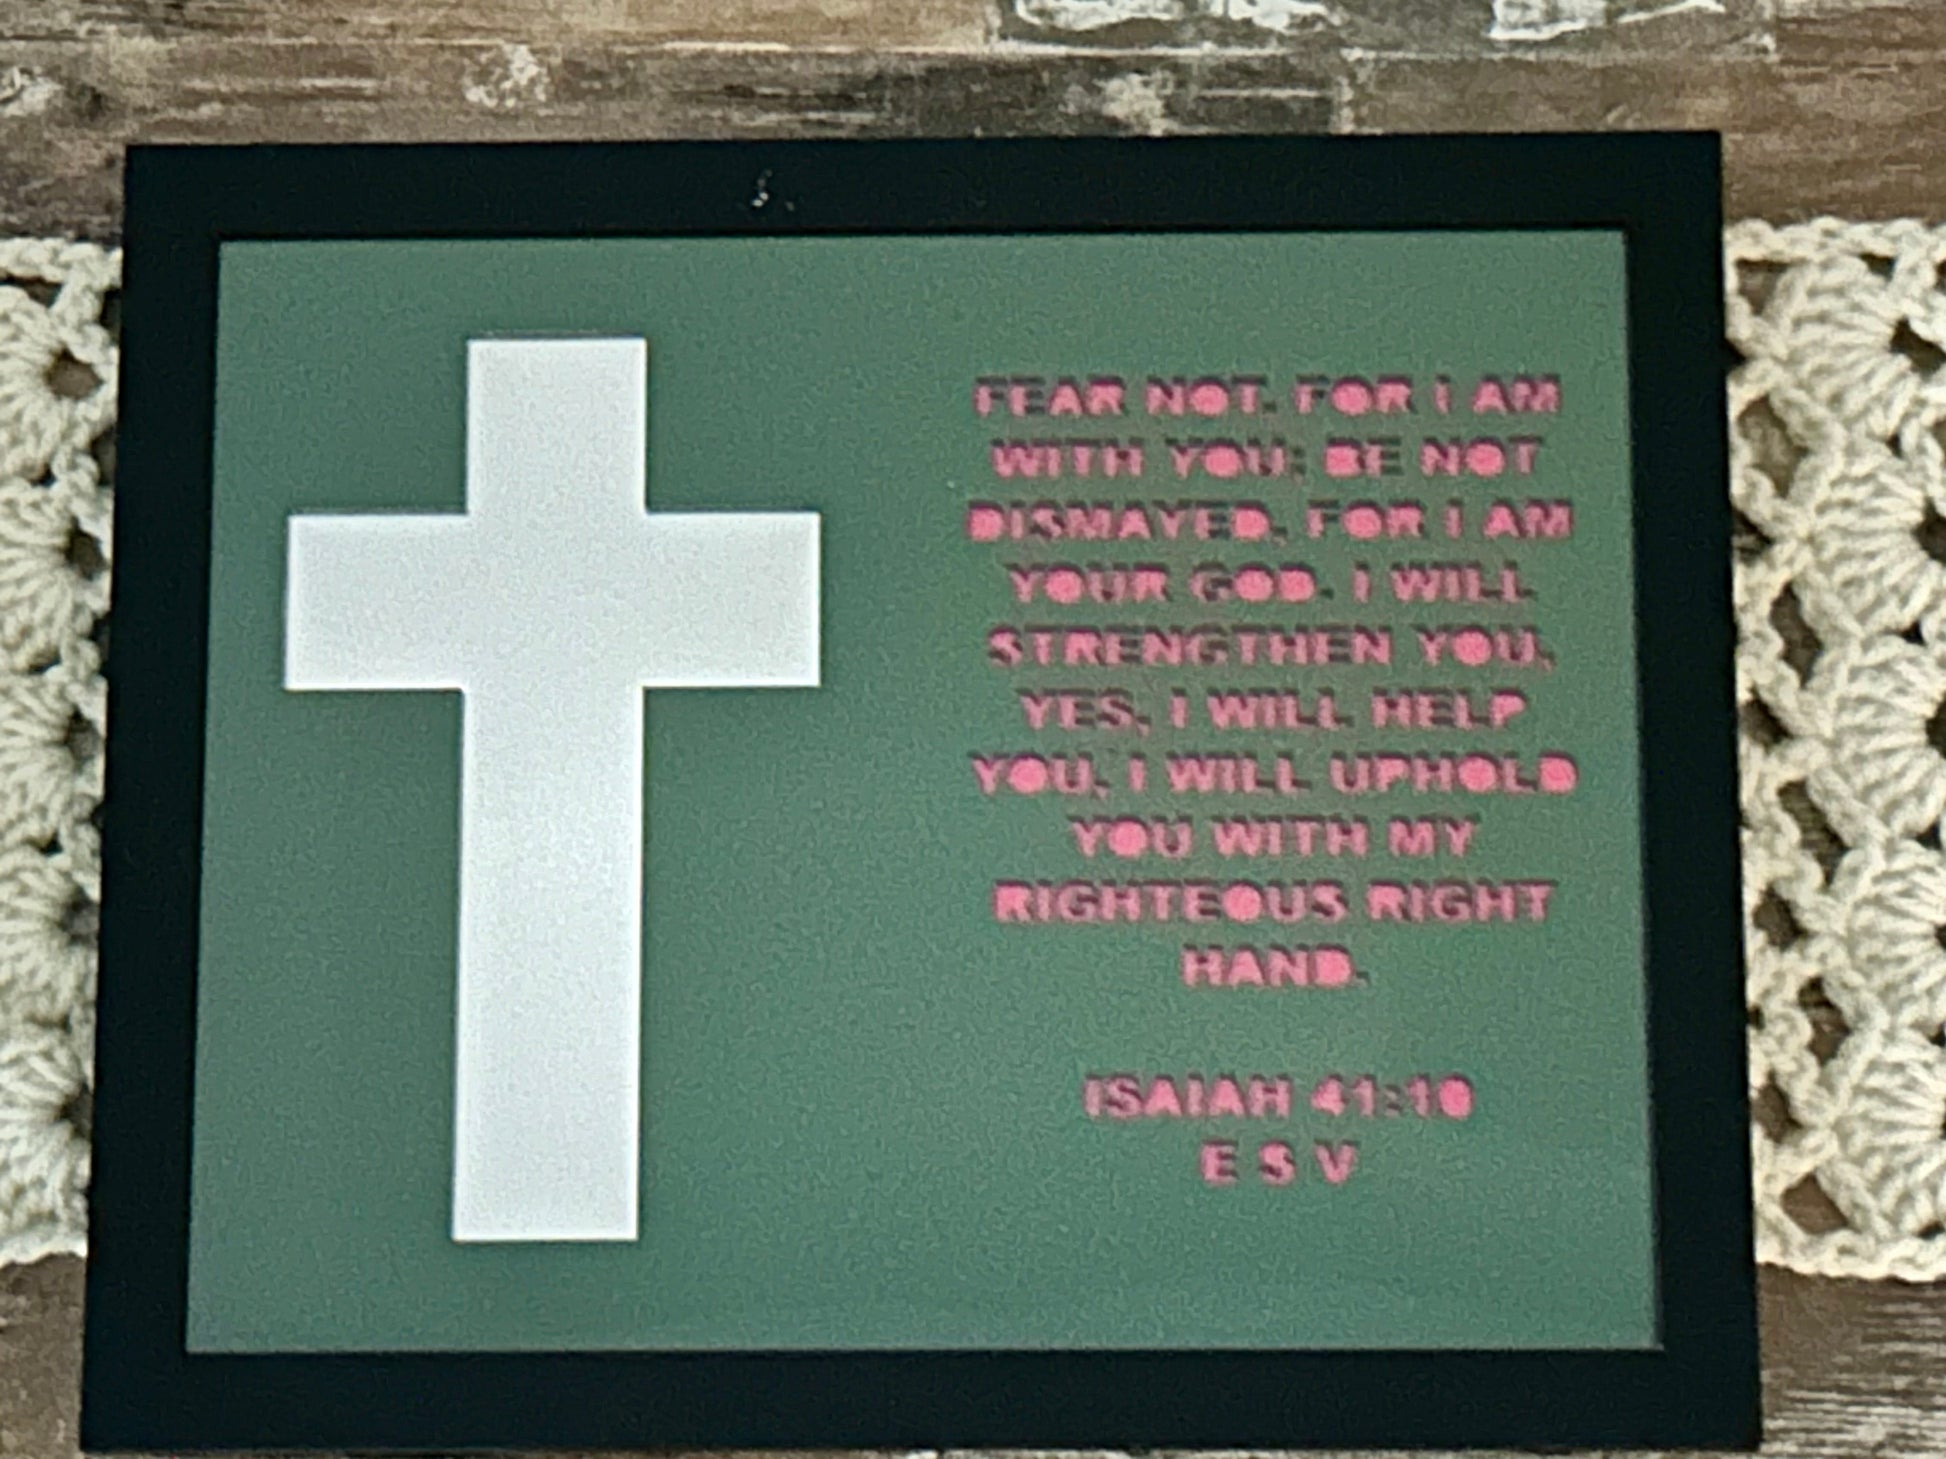 FEAR NOT, FOR I AM
WITH YOU; BE NOT
DISMAYED, FOR I AM
YOUR GOD. I WILL
STRENGTHEN YOU,
YES, I WILL HELP
YOU, I WILL UPHOLD
YOU WITH MY
RIGHTEOUS RIGHT
HAND.
ISAIAH 41:10
E S V